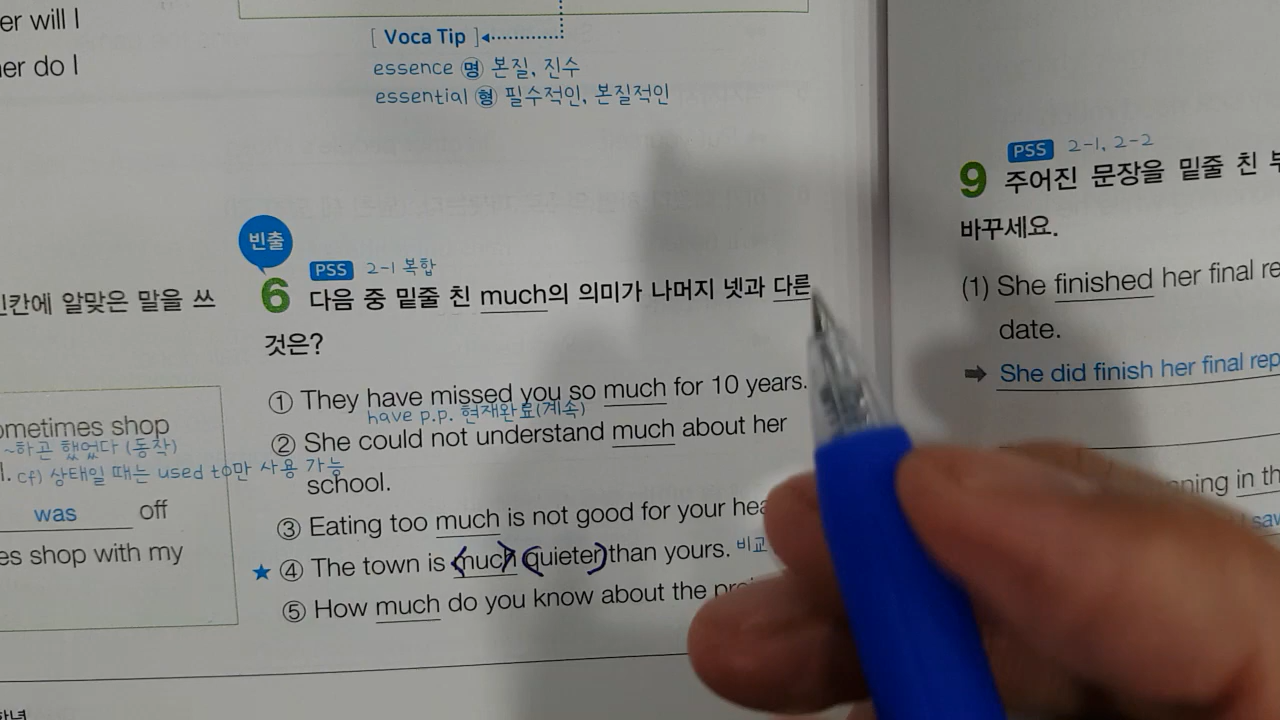 er will I
er do I
[ Voca Tip ]
essence 명 본질, 진수
essential 형 필수적인, 본질적인
빈칸에 알맞은 말을 쓰
ometimes shop
~하곤 했었다 (동작)
l. cf) 상태일 때는 used to만 사용 가능
was off
es shop with my
빈출
PSS 2-1 복합
6 다음 중 밑줄 친 much의 의미가 나머지 넷과 다른
것은?
① They have missed you so much for 10 years.
have p.p. 현재완료(계속)
② She could not understand much about her
school.
③ Eating too much is not good for your hea
★ ④ The town is much quieter than yours. 비교
⑤ How much do you know about the pro
PSS 2-1, 2-2
9 주어진 문장을 밑줄 친
바꾸세요.
(1) She finished her final re
date.
➡ She did finish her final rep
ning in th
saw
학년